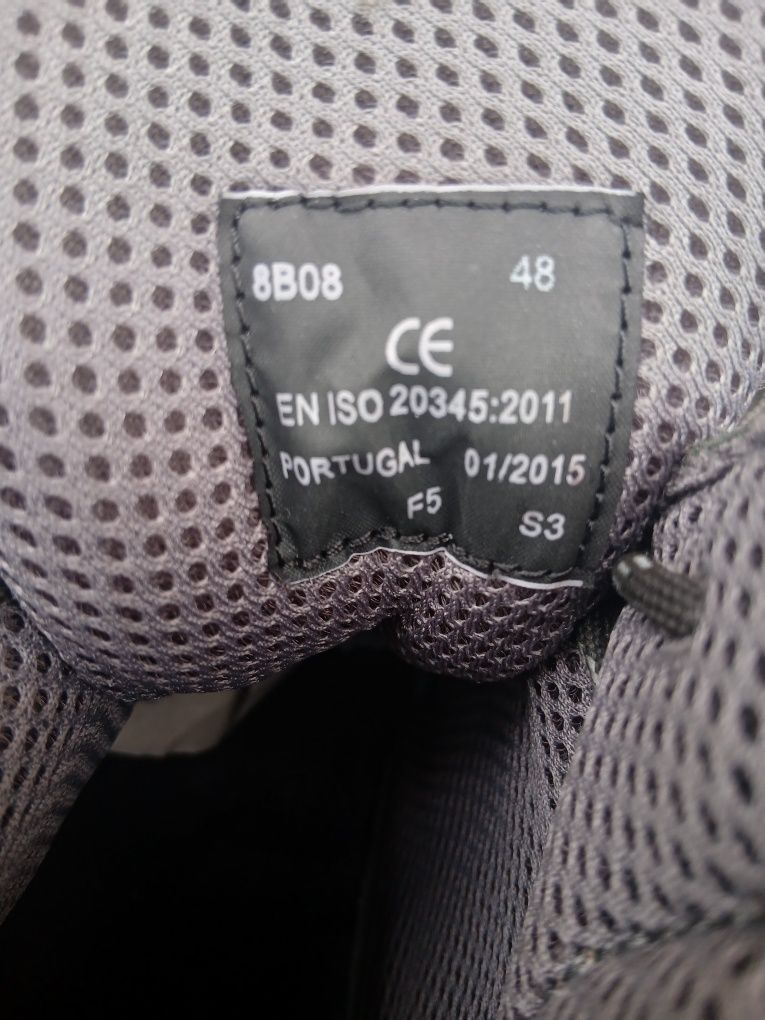 8B08 48
CE
EN ISO 20345:2011
PORTUGAL 01/2015
F5
S3